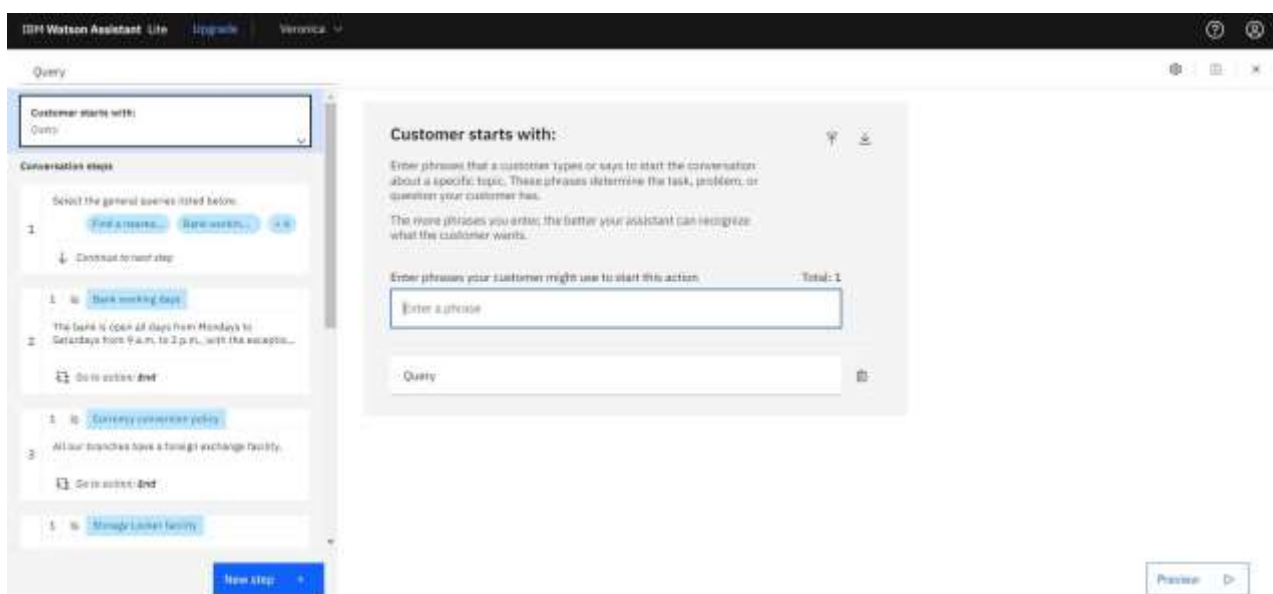 IBM Watson Assistant Lite Upgrade Veronica
Query
Customer starts with:
Query
Conversation steps
1
Select the general queries listed below.
Find a neares... Bank workin... + 4
Continue to next step
1 is Bank working days
2
The bank is open all days from Mondays to
Saturdays from 9 a.m. to 2 p.m., with the exceptio...
Go to action: End
1 is Currency conversion policy
3
All our branches have a foreign exchange facility.
Go to action: End
1 is Storage Locker facility
New step +
Customer starts with:
Enter phrases that a customer types or says to start the conversation
about a specific topic. These phrases determine the task, problem, or
question your customer has.
The more phrases you enter, the better your assistant can recognize
what the customer wants.
Enter phrases your customer might use to start this action Total: 1
Enter a phrase
Query
Preview